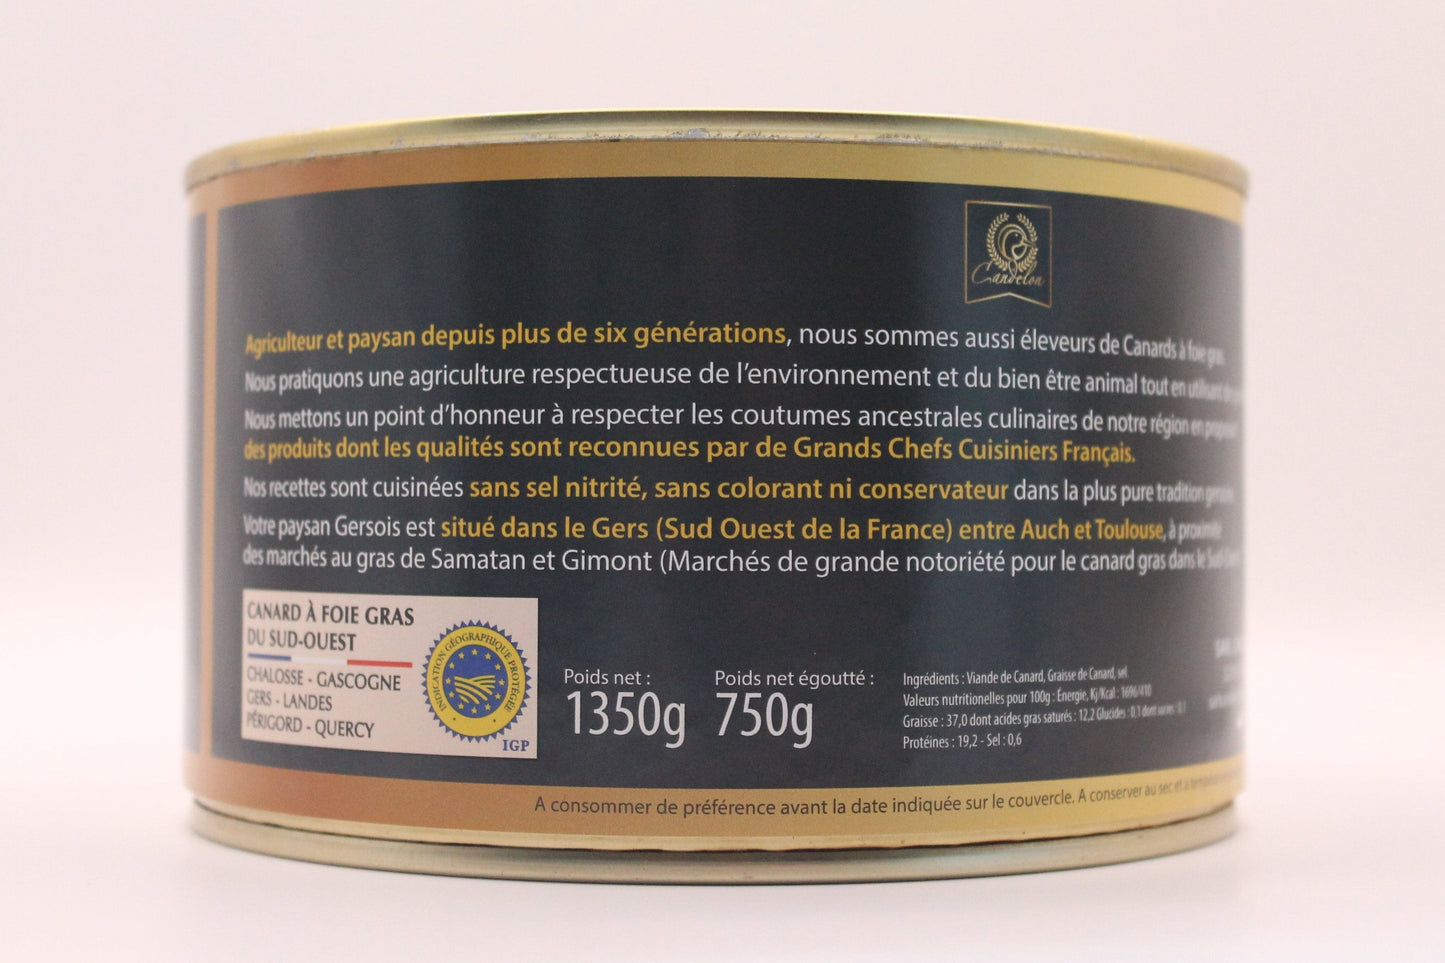 Candelon
Agriculteur et paysan depuis plus de six générations, nous sommes aussi éleveurs de Canards à foie gras.
Nous pratiquons une agriculture respectueuse de l'environnement et du bien être animal tout en utilisant
Nous mettons un point d'honneur à respecter les coutumes ancestrales culinaires de notre région en proposant
des produits dont les qualités sont reconnues par de Grands Chefs Cuisiniers Français.
Nos recettes sont cuisinées sans sel nitrité, sans colorant ni conservateur dans la plus pure tradition
Votre paysan Gersois est situé dans le Gers (Sud Ouest de la France) entre Auch et Toulouse, à proximité
des marchés au gras de Samatan et Gimont (Marchés de grande notoriété pour le canard gras dans le
CANARD À FOIE GRAS
DU SUD-OUEST
CHALOSSE - GASCOGNE
GERS - LANDES
PÉRIGORD - QUERCY
INDICATION GÉOGRAPHIQUE PROTÉGÉE
IGP
Poids net :
1350g
Poids net égoutté :
750g
Ingrédients : Viande de Canard, Graisse de Canard, sel.
Valeurs nutritionelles pour 100g : Énergie, Kj/Kcal : 1696/410
Graisse : 37,0 dont acides gras saturés : 12,2 Glucides : 0,1 dont sucres : 0,1
Protéines : 19,2 - Sel : 0,6
A consommer de préférence avant la date indiquée sur le couvercle. A conserver au sec et à